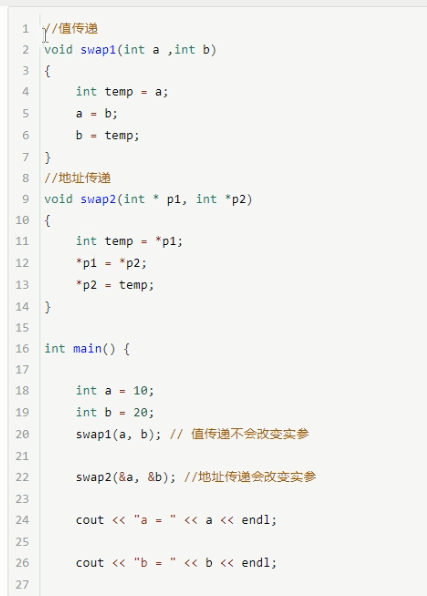 1 //值传递
2 void swap1(int a ,int b)
3 {
4 int temp = a;
5 a = b;
6 b = temp;
7 }
8 //地址传递
9 void swap2(int * p1, int *p2)
10 {
11 int temp = *p1;
12 *p1 = *p2;
13 *p2 = temp;
14 }
15
16 int main() {
17
18 int a = 10;
19 int b = 20;
20 swap1(a, b); // 值传递不会改变实参
21
22 swap2(&a, &b); //地址传递会改变实参
23
24 cout << "a = " << a << endl;
25
26 cout << "b = " << b << endl;
27